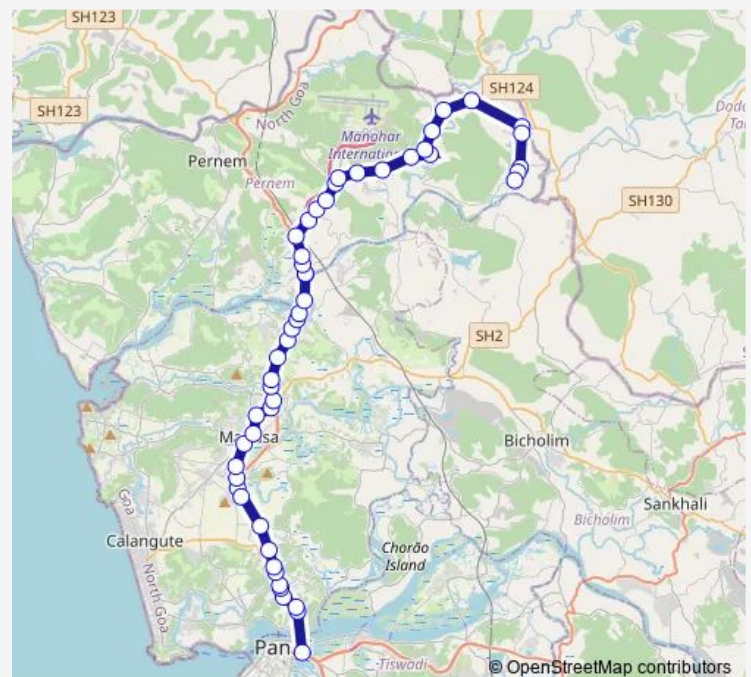 SH123
SH124
SH123
North Goa
Manohar
Internati
Pernem
Pernem
SH130
SH2
Bicholim
Sankhali
Bicholim
Calangute
Goa
North Goa
Chorão
Island
Pan
Tiswadi
© OpenStreetMap contributors